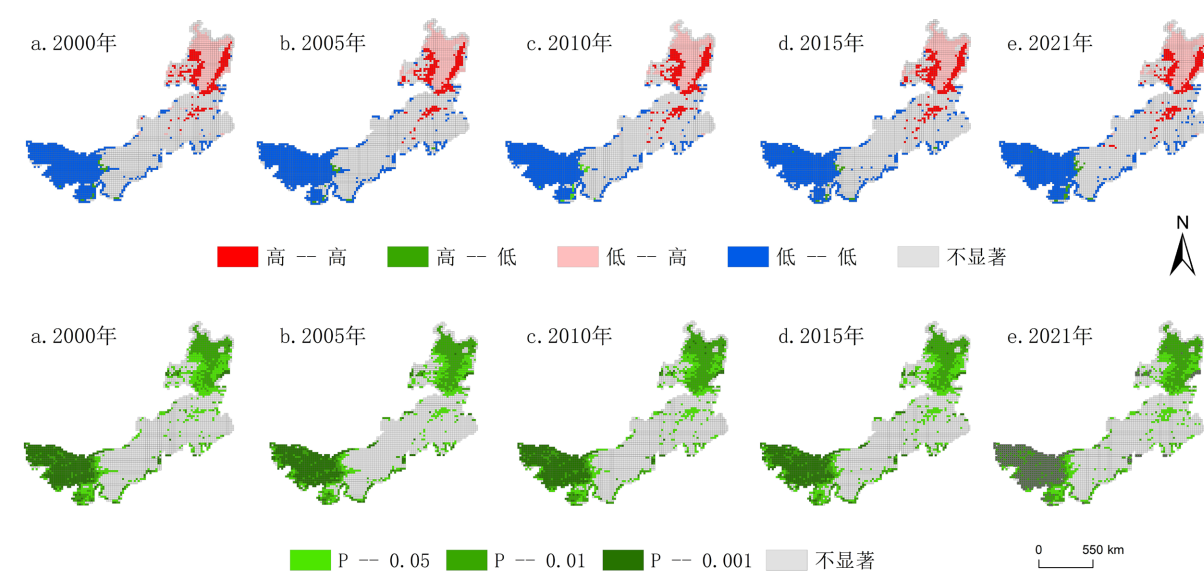 a.2000年 b.2005年 c.2010年 d.2015年 e.2021年
N
高 -- 高 高 -- 低 低 -- 高 低 -- 低 不显著
a.2000年 b.2005年 c.2010年 d.2015年 e.2021年
P -- 0.05 P -- 0.01 P -- 0.001 不显著
0 550 km